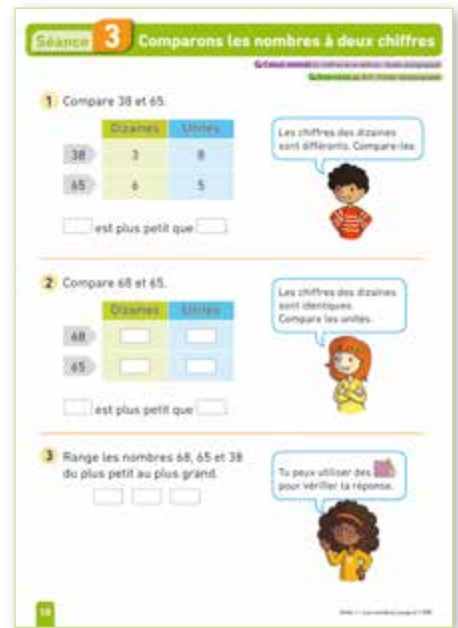 Séance 3 Comparons les nombres à deux chiffres
1 Compare 38 et 65.
Dizaines Unités
38 3 8
65 6 5
est plus petit que .
Les chiffres des dizaines
sont différents. Compare-les.
2 Compare 68 et 65.
Dizaines Unités
68
65
est plus petit que .
Les chiffres des dizaines
sont identiques.
Compare les unités.
3 Range les nombres 68, 65 et 38
du plus petit au plus grand.
Tu peux utiliser des
pour vérifier ta réponse.